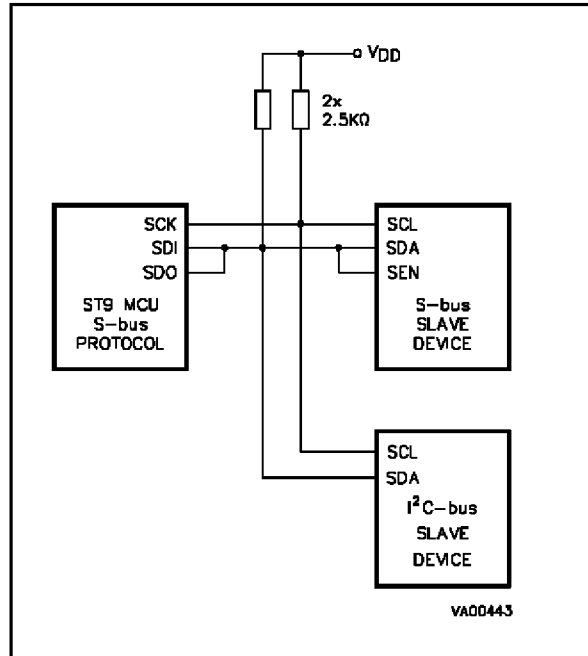 VDD
2x
2.5KΩ
SCK
SDI
SDO
ST9 MCU
S-bus
PROTOCOL
SCL
SDA
SEN
S-bus
SLAVE
DEVICE
SCL
SDA
I²C-bus
SLAVE
DEVICE
VA00443